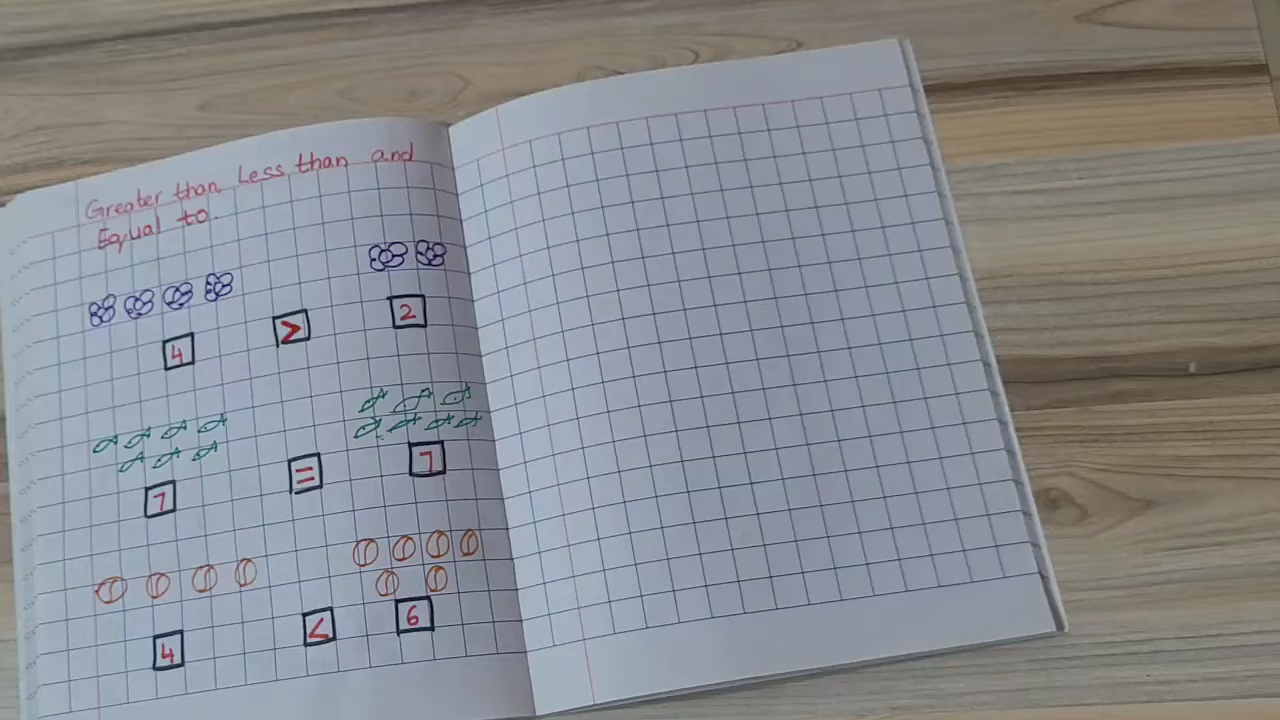 Greater than, Less than and
Equal to.
4 > 2
7 = 7
4 < 6